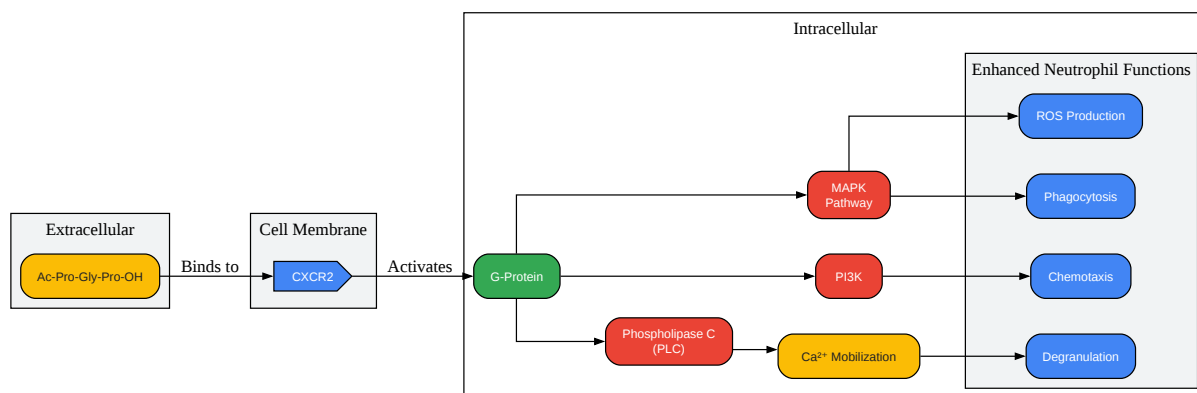 Intracellular
Enhanced Neutrophil Functions
ROS Production
MAPK
Pathway
Phagocytosis
Extracellular
Cell Membrane
Ac-Pro-Gly-Pro-OH
Binds to
CXCR2
Activates
G-Protein
PI3K
Chemotaxis
Phospholipase C
(PLC)
Ca²⁺ Mobilization
Degranulation